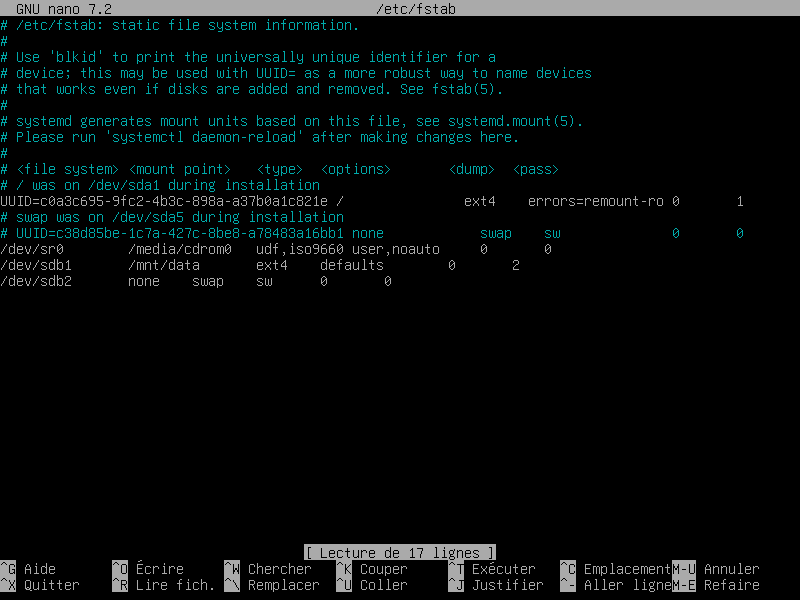 GNU nano 7.2 /etc/fstab
# /etc/fstab: static file system information.
#
# Use 'blkid' to print the universally unique identifier for a
# device; this may be used with UUID= as a more robust way to name devices
# that works even if disks are added and removed. See fstab(5).
#
# systemd generates mount units based on this file, see systemd.mount(5).
# Please run 'systemctl daemon-reload' after making changes here.
#
# <file system> <mount point>   <type>  <options>       <dump>  <pass>
# / was on /dev/sda1 during installation
UUID=c0a3c695-9fc2-4b3c-898a-a37b0a1c821e /               ext4    errors=remount-ro 0       1
# swap was on /dev/sda5 during installation
# UUID=c38d85be-1c7a-427c-8be8-a78483a16bb1 none            swap    sw              0       0
/dev/sr0        /media/cdrom0   udf,iso9660 user,noauto     0       0
/dev/sdb1       /mnt/data       ext4    defaults        0       2
/dev/sdb2       none    swap    sw      0       0
[ Lecture de 17 lignes ]
^G Aide ^O Écrire ^W Chercher ^K Couper ^T Exécuter ^C Emplacement M-U Annuler
^X Quitter ^R Lire fich. ^\ Remplacer ^U Coller ^J Justifier ^- Aller ligne M-E Refaire